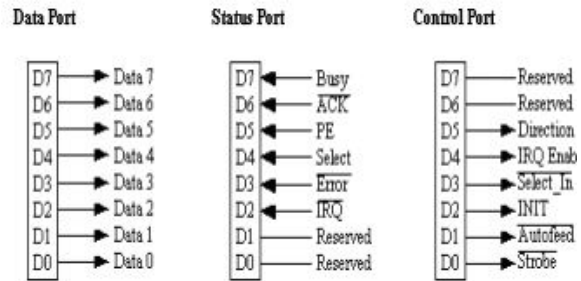 Data Port
D7 Data 7
D6 Data 6
D5 Data 5
D4 Data 4
D3 Data 3
D2 Data 2
D1 Data 1
D0 Data 0
Status Port
D7 Busy
D6 ACK
D5 PE
D4 Select
D3 Error
D2 IRQ
D1 Reserved
D0 Reserved
Control Port
D7 Reserved
D6 Reserved
D5 Direction
D4 IRQ Enab
D3 Select_In
D2 INIT
D1 Autofeed
D0 Strobe